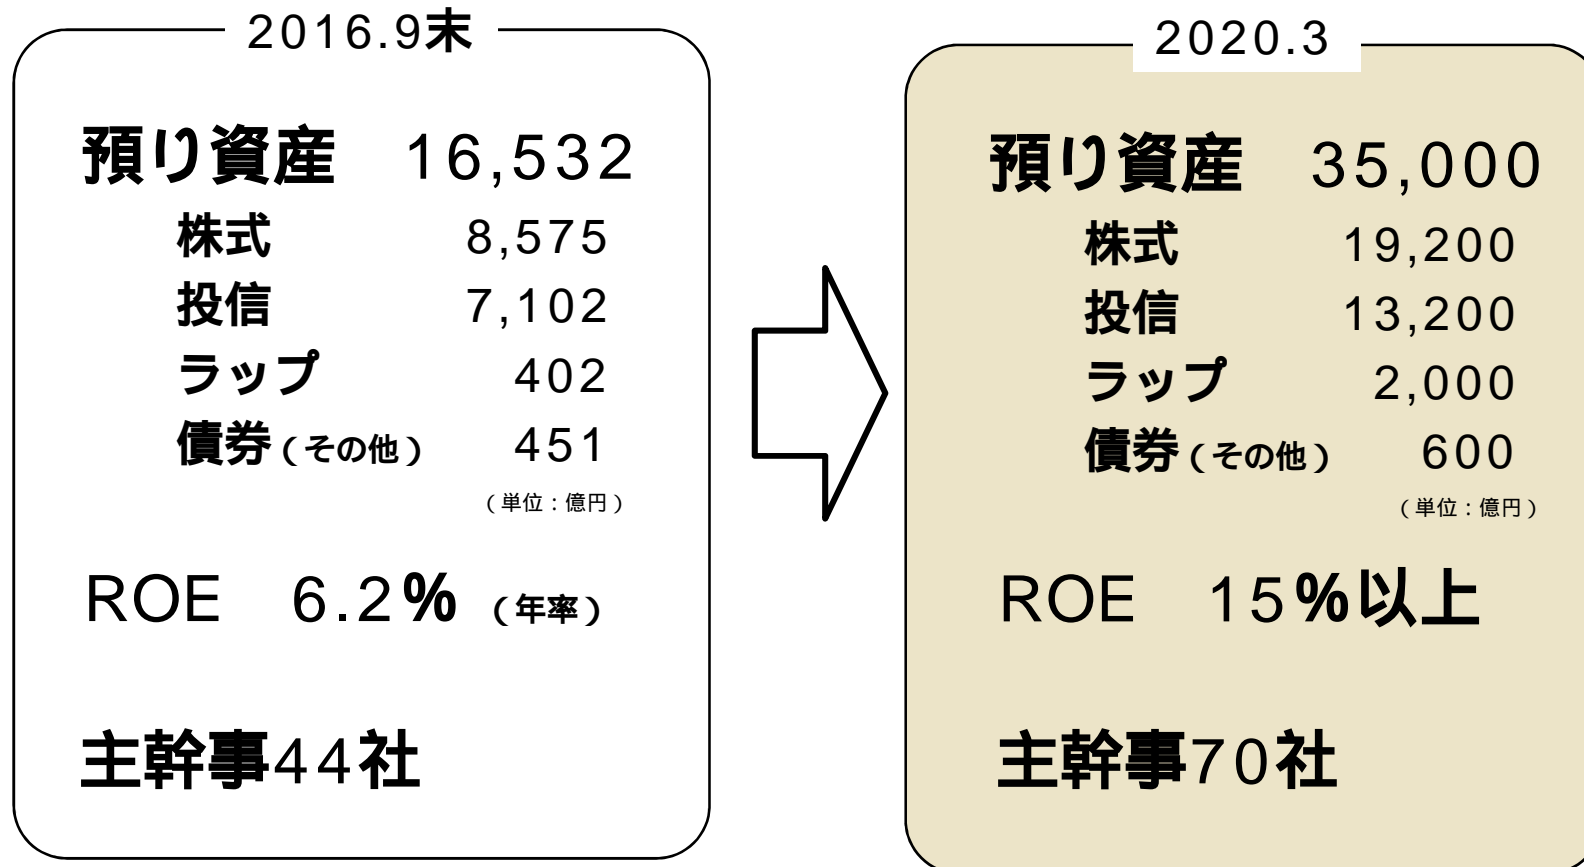 2016.9末
預り資産 16,532
株式 8,575
投信 7,102
ラップ 402
債券（その他） 451
（単位：億円）
ROE 6.2%（年率）
主幹事44社
2020.3
預り資産 35,000
株式 19,200
投信 13,200
ラップ 2,000
債券（その他） 600
（単位：億円）
ROE 15%以上
主幹事70社